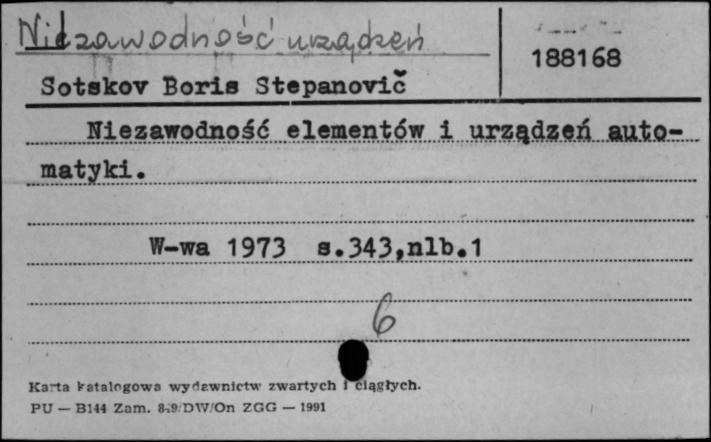 Niezawodność urządzeń
188168
Sotskov Boris Stepanovič
Niezawodność elementów i urządzeń auto-
matyki.
W-wa 1973 s.343,nlb.1
6
Karta katalogowa wydawnictw zwartych i ciągłych.
PU — B144 Zam. /DW/On ZGG — 1991